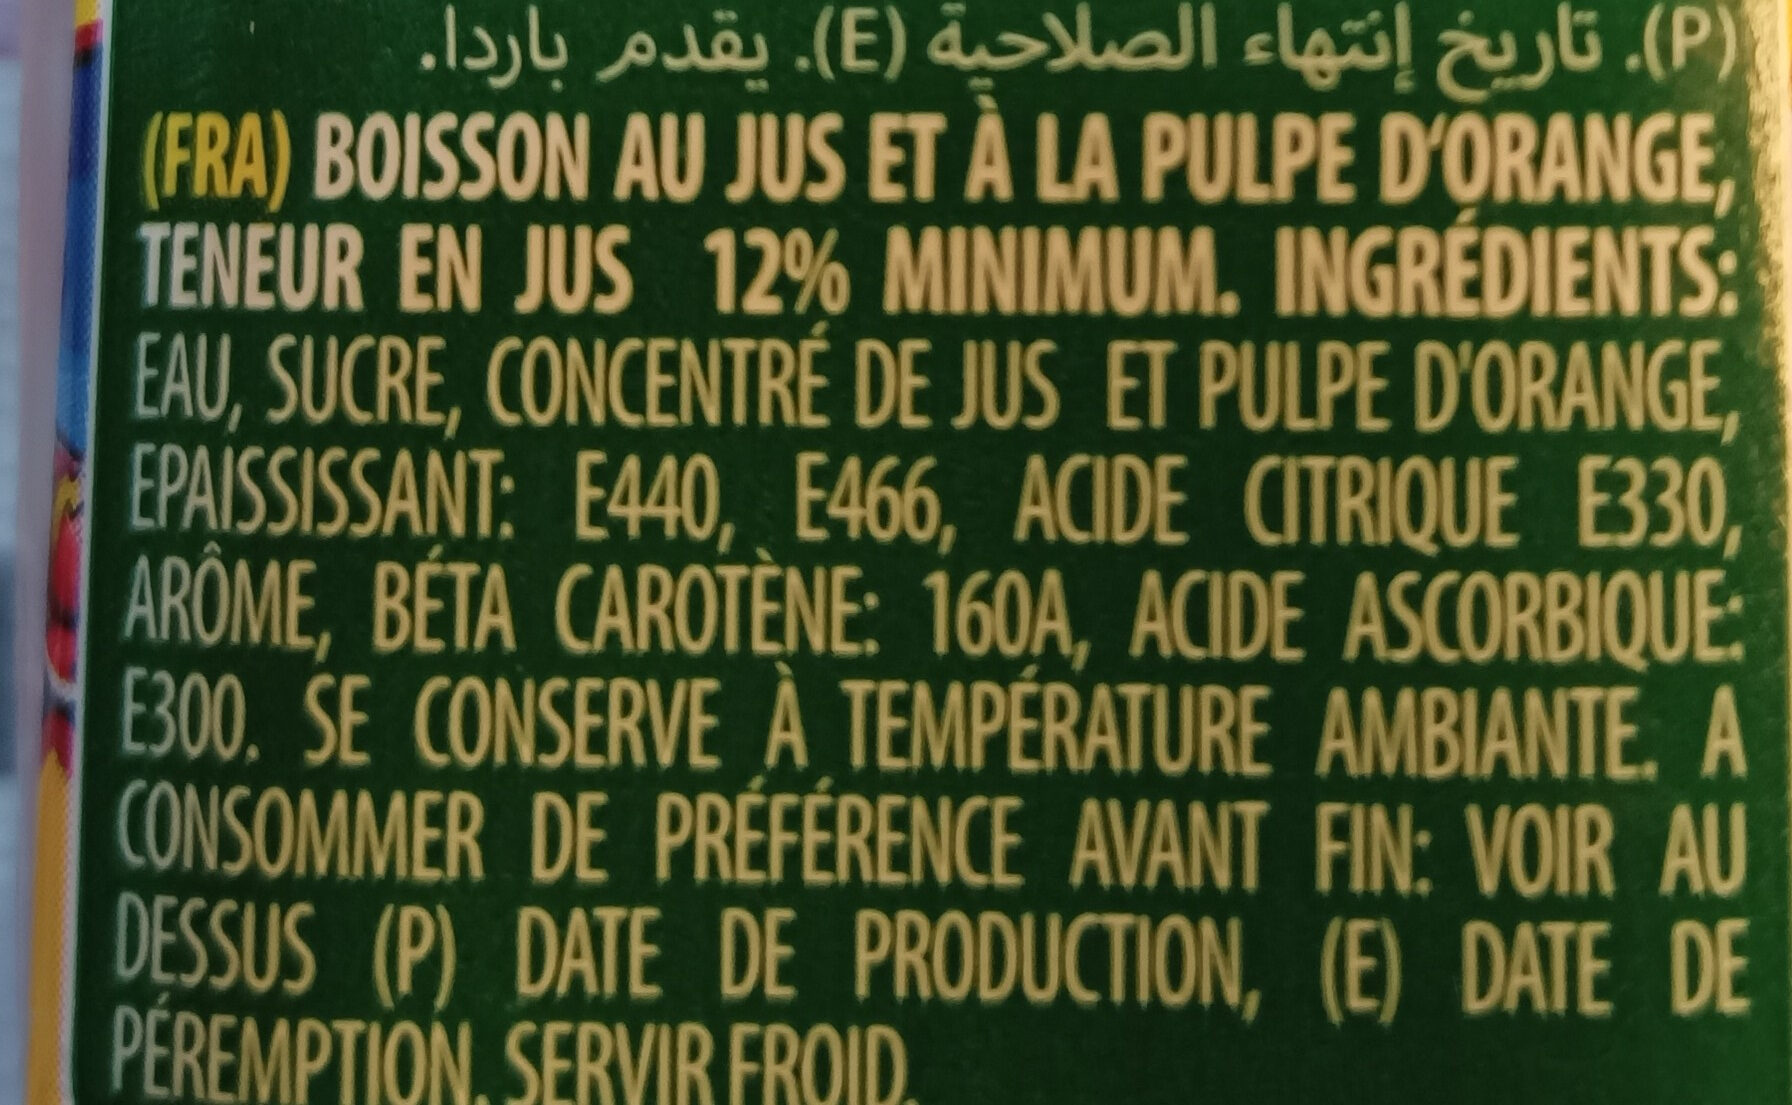 (P). تاريخ إنتهاء الصلاحية (E). يقدم باردا.
(FRA) BOISSON AU JUS ET À LA PULPE D'ORANGE,
TENEUR EN JUS 12% MINIMUM. INGRÉDIENTS:
EAU, SUCRE, CONCENTRÉ DE JUS ET PULPE D'ORANGE,
EPAISSISSANT: E440, E466, ACIDE CITRIQUE E330,
ARÔME, BÉTA CAROTÈNE: 160A, ACIDE ASCORBIQUE:
E300. SE CONSERVE À TEMPÉRATURE AMBIANTE. A
CONSOMMER DE PRÉFÉRENCE AVANT FIN: VOIR AU
DESSUS (P) DATE DE PRODUCTION, (E) DATE DE
PÉREMPTION. SERVIR FROID.